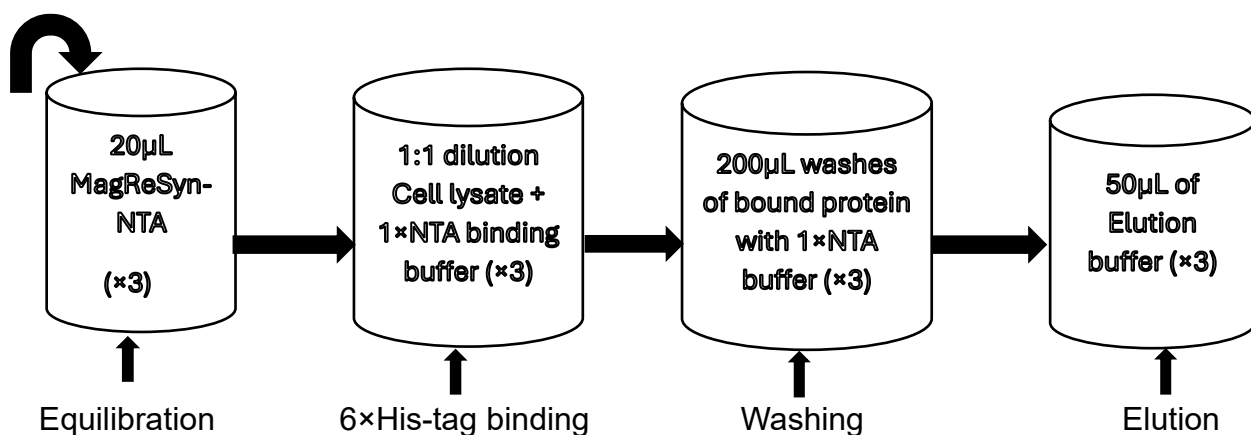 20µL
MagReSyn-
NTA
(×3)
1:1 dilution
Cell lysate +
1×NTA binding
buffer (×3)
200µL washes
of bound protein
with 1×NTA
buffer (×3)
50µL of
Elution
buffer (×3)
Equilibration
6×His-tag binding
Washing
Elution